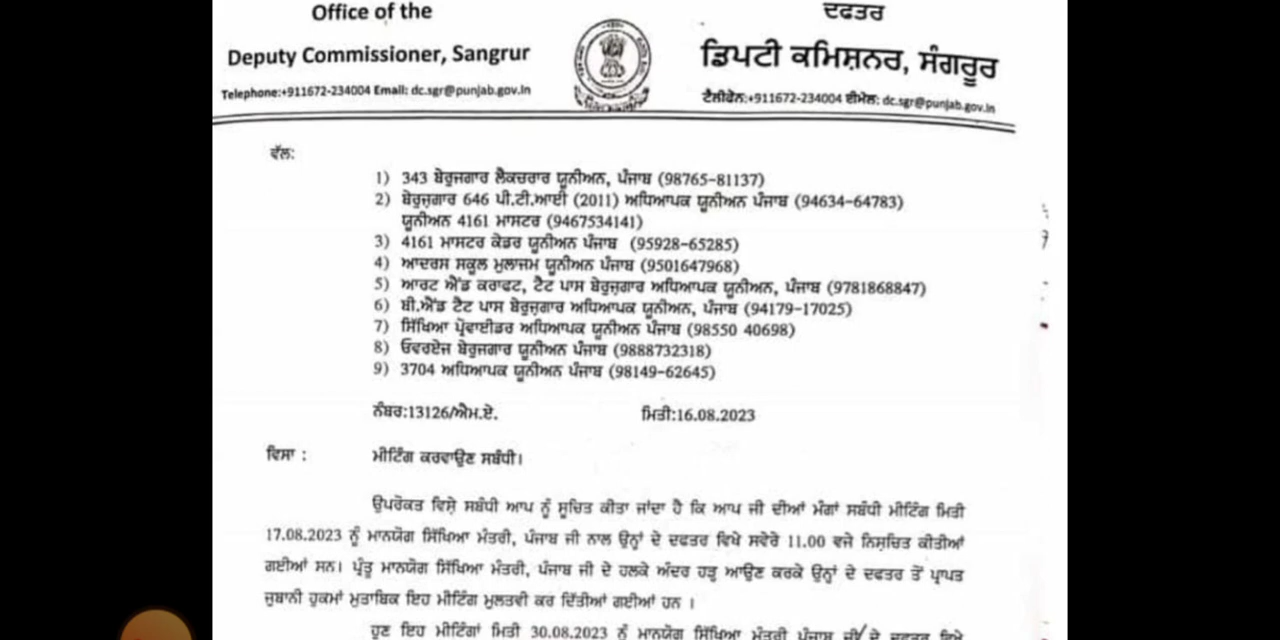 Office of the
Deputy Commissioner, Sangrur
Telephone:+911672-234004 Email: dc.sgr@punjab.gov.in
ਦਫਤਰ
ਡਿਪਟੀ ਕਮਿਸ਼ਨਰ, ਸੰਗਰੂਰ
ਟੈਲੀਫੋਨ:+911672-234004 ਈਮੇਲ: dc.sgr@punjab.gov.in
ਵੱਲ:
1) 343 ਬੇਰੁਜਗਾਰ ਲੈਕਚਰਾਰ ਯੂਨੀਅਨ, ਪੰਜਾਬ (98765-81137)
2) ਬੇਰੁਜ਼ਗਾਰ 646 ਪੀ.ਟੀ.ਆਈ (2011) ਅਧਿਆਪਕ ਯੂਨੀਅਨ ਪੰਜਾਬ (94634-64783)
ਯੂਨੀਅਨ 4161 ਮਾਸਟਰ (9467534141)
3) 4161 ਮਾਸਟਰ ਕੇਡਰ ਯੂਨੀਅਨ ਪੰਜਾਬ (95928-65285)
4) ਆਦਰਸ ਸਕੂਲ ਮੁਲਾਜਮ ਯੂਨੀਅਨ ਪੰਜਾਬ (9501647968)
5) ਆਰਟ ਐਂਡ ਕਰਾਫਟ, ਟੈਟ ਪਾਸ ਬੇਰੁਜ਼ਗਾਰ ਅਧਿਆਪਕ ਯੂਨੀਅਨ, ਪੰਜਾਬ (9781868847)
6) ਬੀ.ਐਂਡ ਟੈਟ ਪਾਸ ਬੇਰੁਜ਼ਗਾਰ ਅਧਿਆਪਕ ਯੂਨੀਅਨ, ਪੰਜਾਬ (94179-17025)
7) ਸਿੱਖਿਆ ਪ੍ਰੋਵਾਈਡਰ ਅਧਿਆਪਕ ਯੂਨੀਅਨ ਪੰਜਾਬ (98550 40698)
8) ਓਵਰਏਜ ਬੇਰੁਜਗਾਰ ਯੂਨੀਅਨ ਪੰਜਾਬ (9888732318)
9) 3704 ਅਧਿਆਪਕ ਯੂਨੀਅਨ ਪੰਜਾਬ (98149-62645)
ਨੰਬਰ:13126/ਐਮ.ਏ. ਮਿਤੀ:16.08.2023
ਵਿਸਾ : ਮੀਟਿੰਗ ਕਰਵਾਉਣ ਸਬੰਧੀ।
ਉਪਰੋਕਤ ਵਿਸ਼ੇ ਸਬੰਧੀ ਆਪ ਨੂੰ ਸੂਚਿਤ ਕੀਤਾ ਜਾਂਦਾ ਹੈ ਕਿ ਆਪ ਜੀ ਦੀਆਂ ਮੰਗਾਂ ਸਬੰਧੀ ਮੀਟਿੰਗ ਮਿਤੀ
17.08.2023 ਨੂੰ ਮਾਨਯੋਗ ਸਿੱਖਿਆ ਮੰਤਰੀ, ਪੰਜਾਬ ਜੀ ਨਾਲ ਉਨ੍ਹਾਂ ਦੇ ਦਫਤਰ ਵਿਖੇ ਸਵੇਰੇ 11.00 ਵਜੇ ਨਿਸ਼ਚਿਤ ਕੀਤੀਆਂ
ਗਈਆਂ ਸਨ। ਪ੍ਰੰਤੂ ਮਾਨਯੋਗ ਸਿੱਖਿਆ ਮੰਤਰੀ, ਪੰਜਾਬ ਜੀ ਦੇ ਹਲਕੇ ਅੰਦਰ ਹੜ੍ਹ ਆਉਣ ਕਰਕੇ ਉਨ੍ਹਾਂ ਦੇ ਦਫਤਰ ਤੋਂ ਪ੍ਰਾਪਤ
ਜੁਬਾਨੀ ਹੁਕਮਾਂ ਮੁਤਾਬਿਕ ਇਹ ਮੀਟਿੰਗ ਮੁਲਤਵੀ ਕਰ ਦਿੱਤੀਆਂ ਗਈਆਂ ਹਨ ।
ਹੁਣ ਇਹ ਮੀਟਿੰਗਾਂ ਮਿਤੀ 30.08.2023 ਨੂੰ ਮਾਨਯੋਗ ਸਿੱਖਿਆ ਮੰਤਰੀ ਪੰਜਾਬ ਜੀ ਦੇ ਦਫਤਰ ਵਿਖੇ